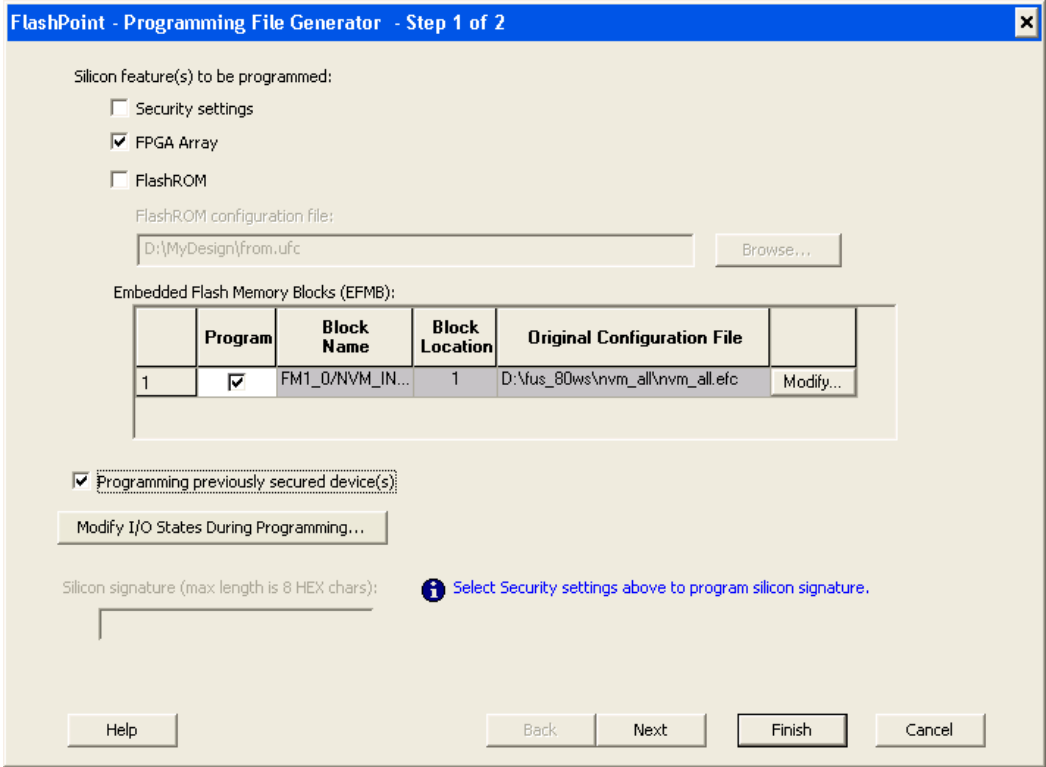 FlashPoint - Programming File Generator - Step 1 of 2
Silicon feature(s) to be programmed:
Security settings
FPGA Array
FlashROM
FlashROM configuration file:
D:\MyDesign\from.ufc
Browse...
Embedded Flash Memory Blocks (EFMB):
Program Block Name Block Location Original Configuration File
1 FM1_0/NVM_IN... 1 D:\fus_80ws\nvm_all\nvm_all.efc Modify...
Programming previously secured device(s)
Modify I/O States During Programming...
Silicon signature (max length is 8 HEX chars): Select Security settings above to program silicon signature.
Help Back Next Finish Cancel